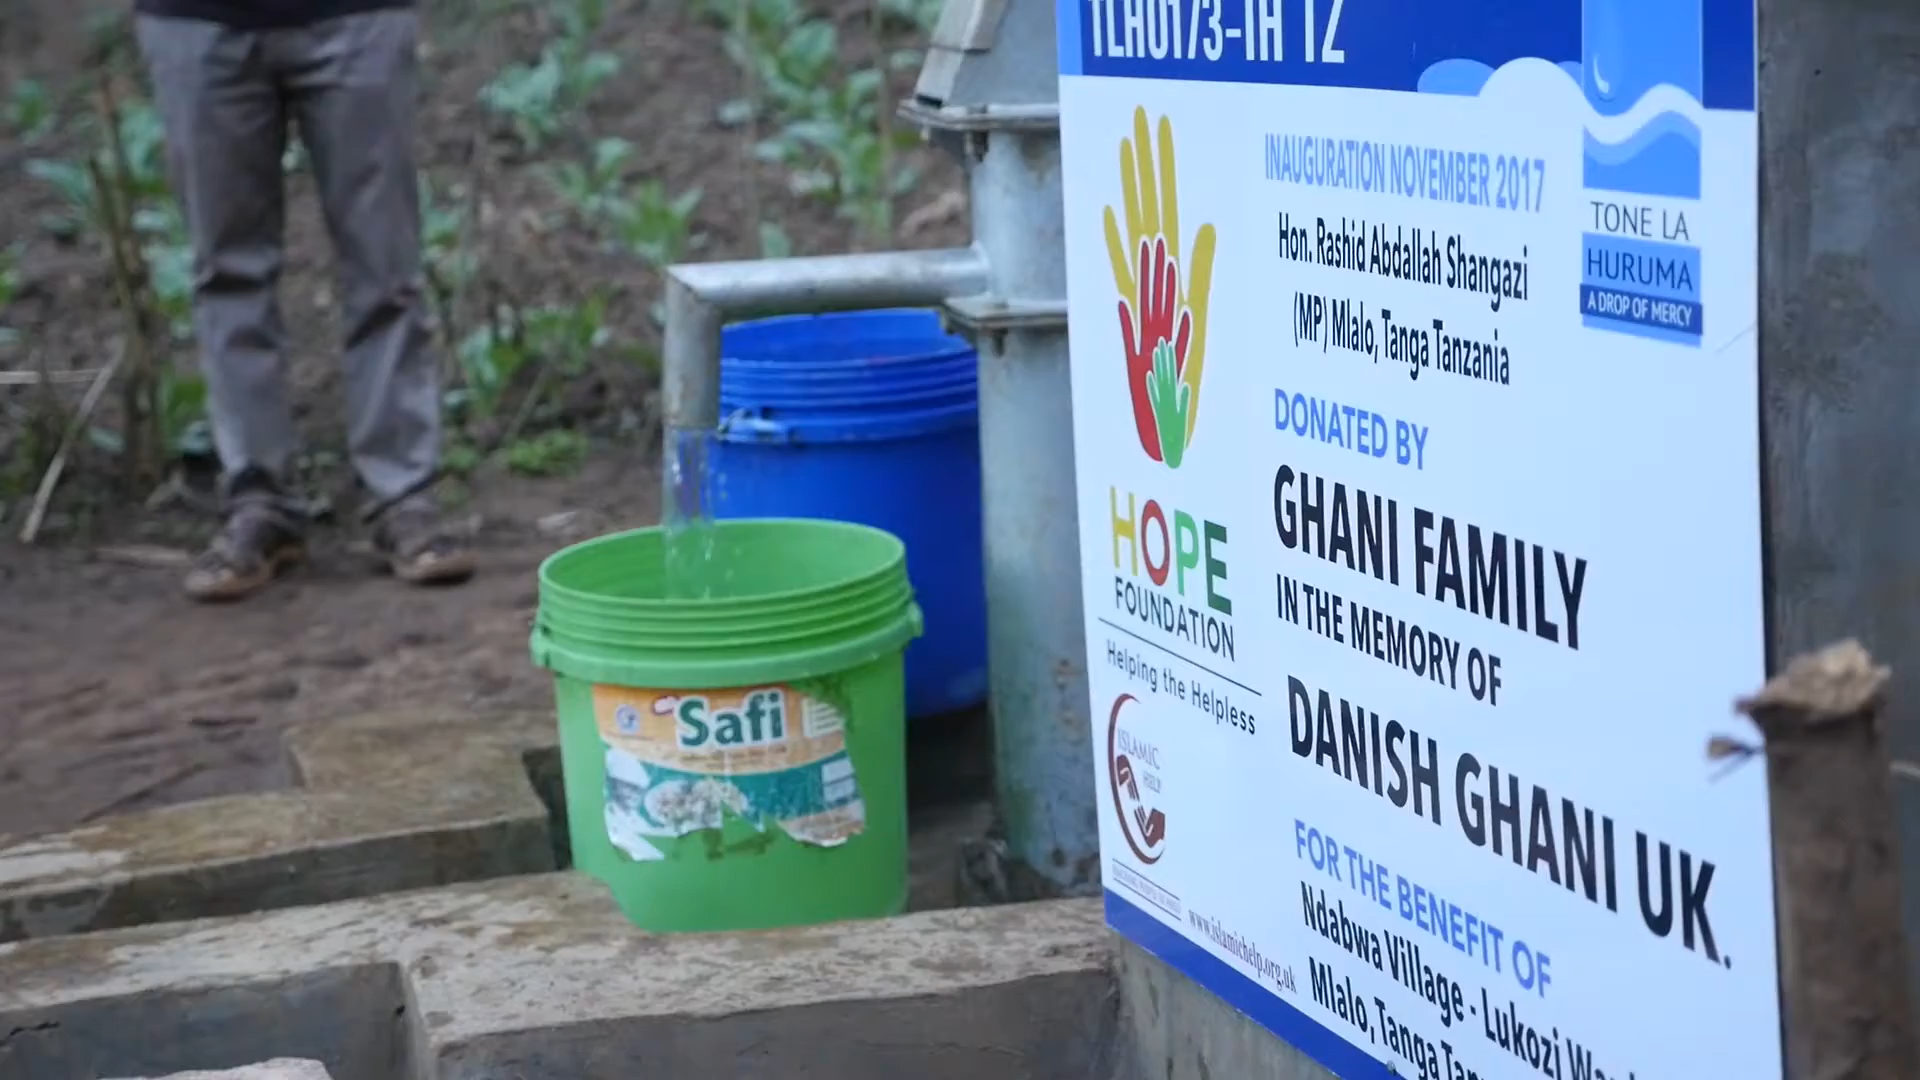 TLH0173-IH TZ
INAUGURATION NOVEMBER 2017
Hon. Rashid Abdallah Shangazi
(MP) Mlalo, Tanga Tanzania
TONE LA
HURUMA
A DROP OF MERCY
DONATED BY
GHANI FAMILY
IN THE MEMORY OF
DANISH GHANI UK.
FOR THE BENEFIT OF
Ndabwa Village - Lukozi
Mlalo, Tanga
HOPE
FOUNDATION
Helping the Helpless
ISLAMIC
HELP
www.islamichelp.org.uk
Safi